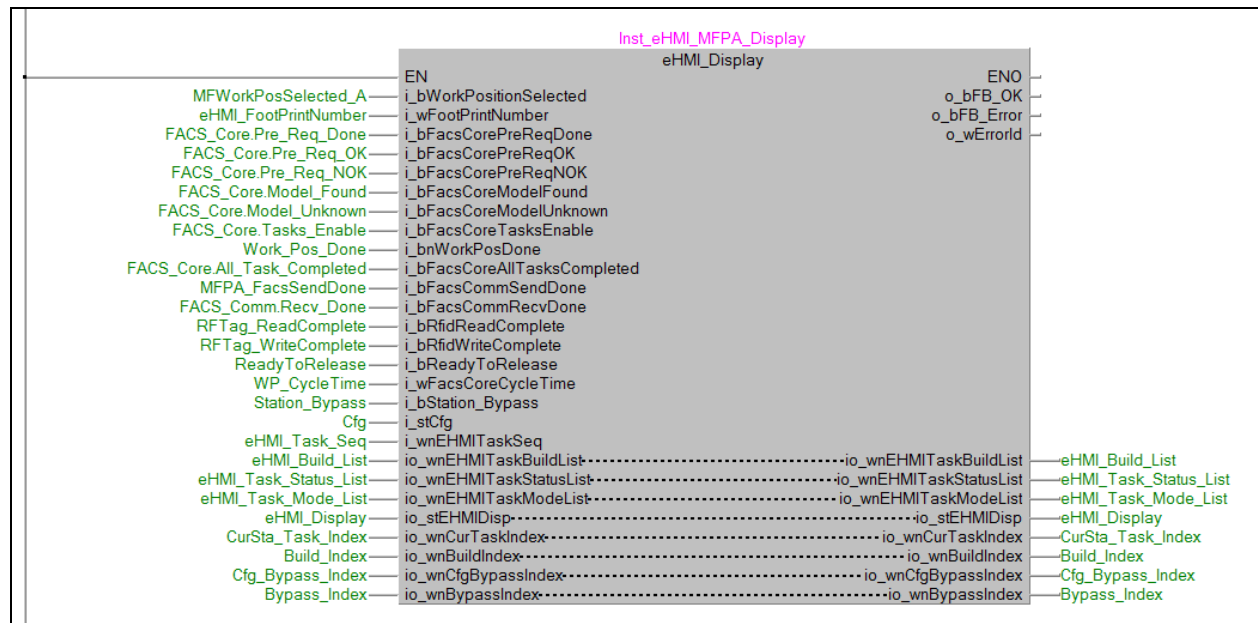 Inst_eHMI_MFPA_Display
eHMI_Display
EN ENO
MFWorkPosSelected_A i_bWorkPositionSelected o_bFB_OK
eHMI_FootPrintNumber i_wFootPrintNumber o_bFB_Error
FACS_Core.Pre_Req_Done i_bFacsCorePreReqDone o_wErrorId
FACS_Core.Pre_Req_OK i_bFacsCorePreReqOK
FACS_Core.Pre_Req_NOK i_bFacsCorePreReqNOK
FACS_Core.Model_Found i_bFacsCoreModelFound
FACS_Core.Model_Unknown i_bFacsCoreModelUnknown
FACS_Core.Tasks_Enable i_bFacsCoreTasksEnable
Work_Pos_Done i_bnWorkPosDone
FACS_Core.All_Task_Completed i_bFacsCoreAllTasksCompleted
MFPA_FacsSendDone i_bFacsCommSendDone
FACS_Comm.Recv_Done i_bFacsCommRecvDone
RFTag_ReadComplete i_bRfidReadComplete
RFTag_WriteComplete i_bRfidWriteComplete
ReadyToRelease i_bReadyToRelease
WP_CycleTime i_wFacsCoreCycleTime
Station_Bypass i_bStation_Bypass
Cfg i_stCfg
eHMI_Task_Seq i_wnEHMITaskSeq
eHMI_Build_List io_wnEHMITaskBuildList io_wnEHMITaskBuildList eHMI_Build_List
eHMI_Task_Status_List io_wnEHMITaskStatusList io_wnEHMITaskStatusList eHMI_Task_Status_List
eHMI_Task_Mode_List io_wnEHMITaskModeList io_wnEHMITaskModeList eHMI_Task_Mode_List
eHMI_Display io_stEHMIDisp io_stEHMIDisp eHMI_Display
CurSta_Task_Index io_wnCurTaskIndex io_wnCurTaskIndex CurSta_Task_Index
Build_Index io_wnBuildIndex io_wnBuildIndex Build_Index
Cfg_Bypass_Index io_wnCfgBypassIndex io_wnCfgBypassIndex Cfg_Bypass_Index
Bypass_Index io_wnBypassIndex io_wnBypassIndex Bypass_Index